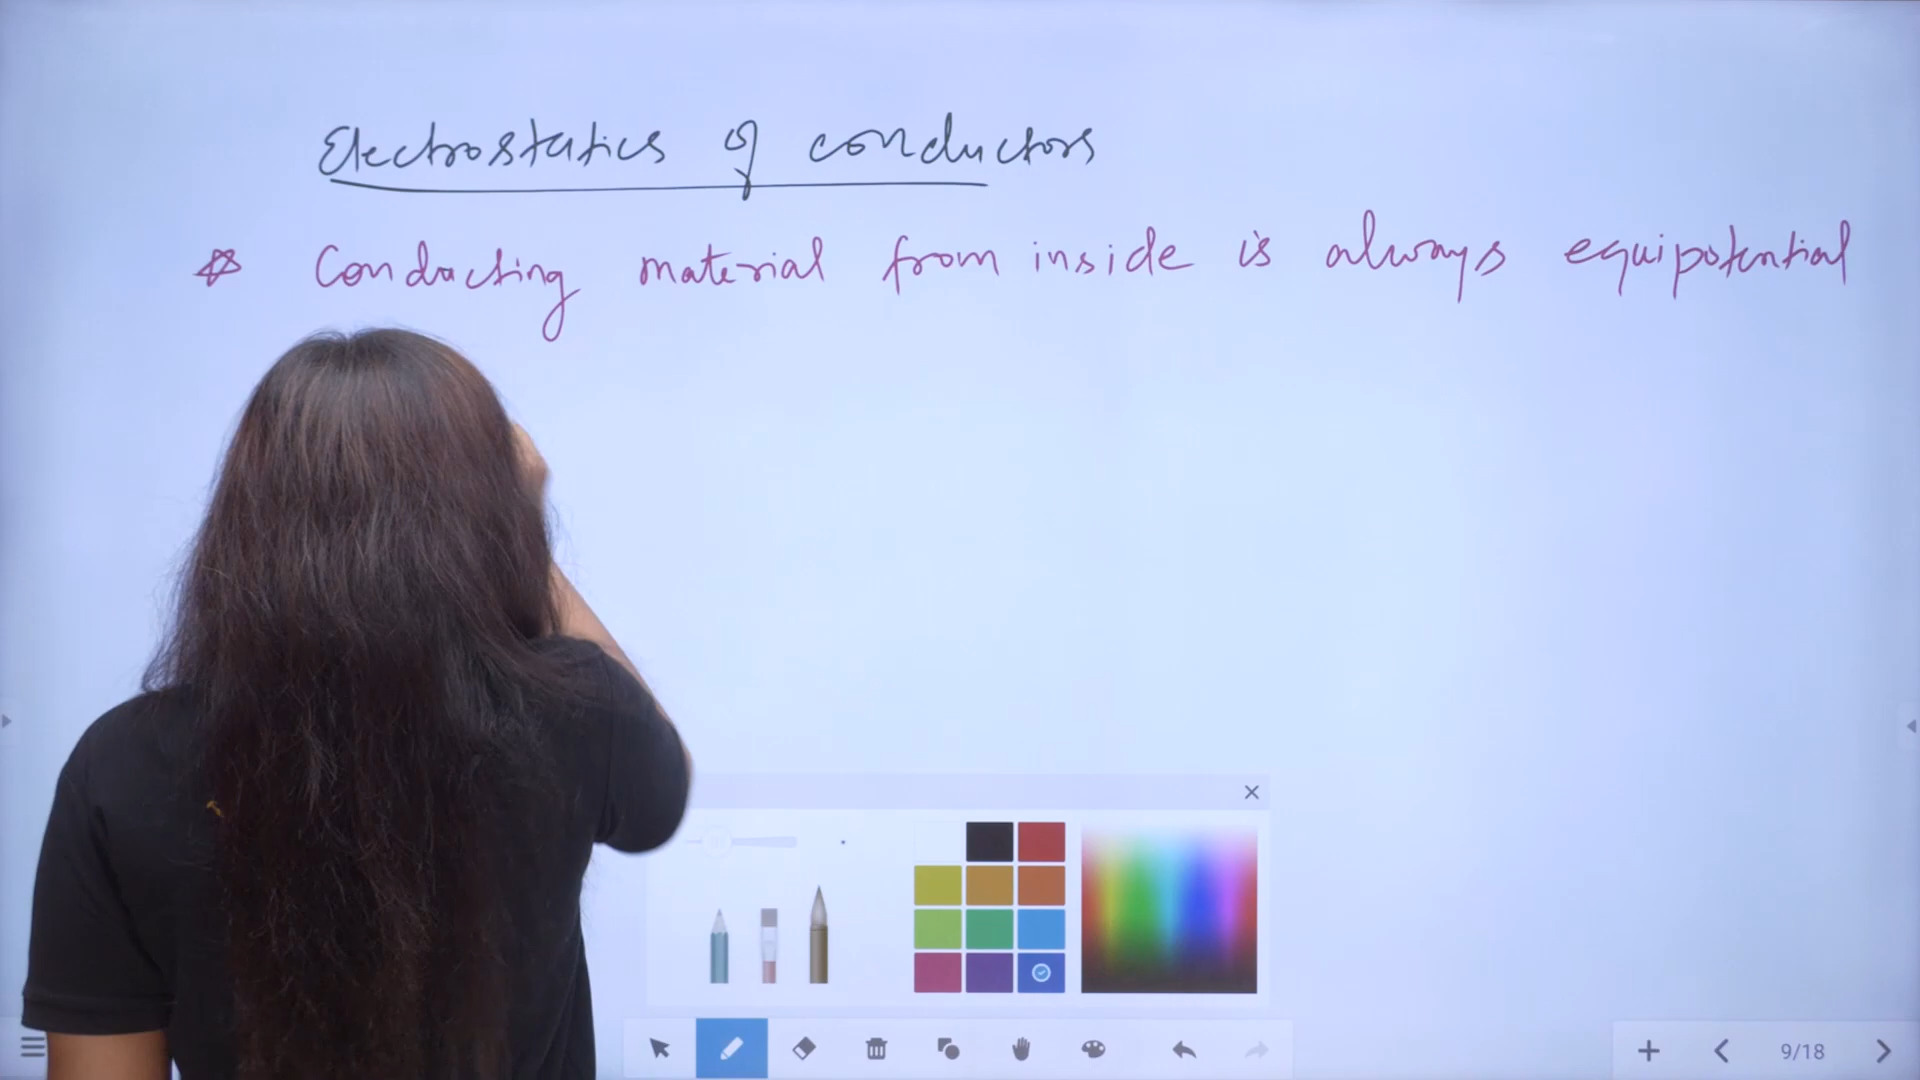 Electrostatics of conductors
Conducting material from inside is always equipotential
9/18